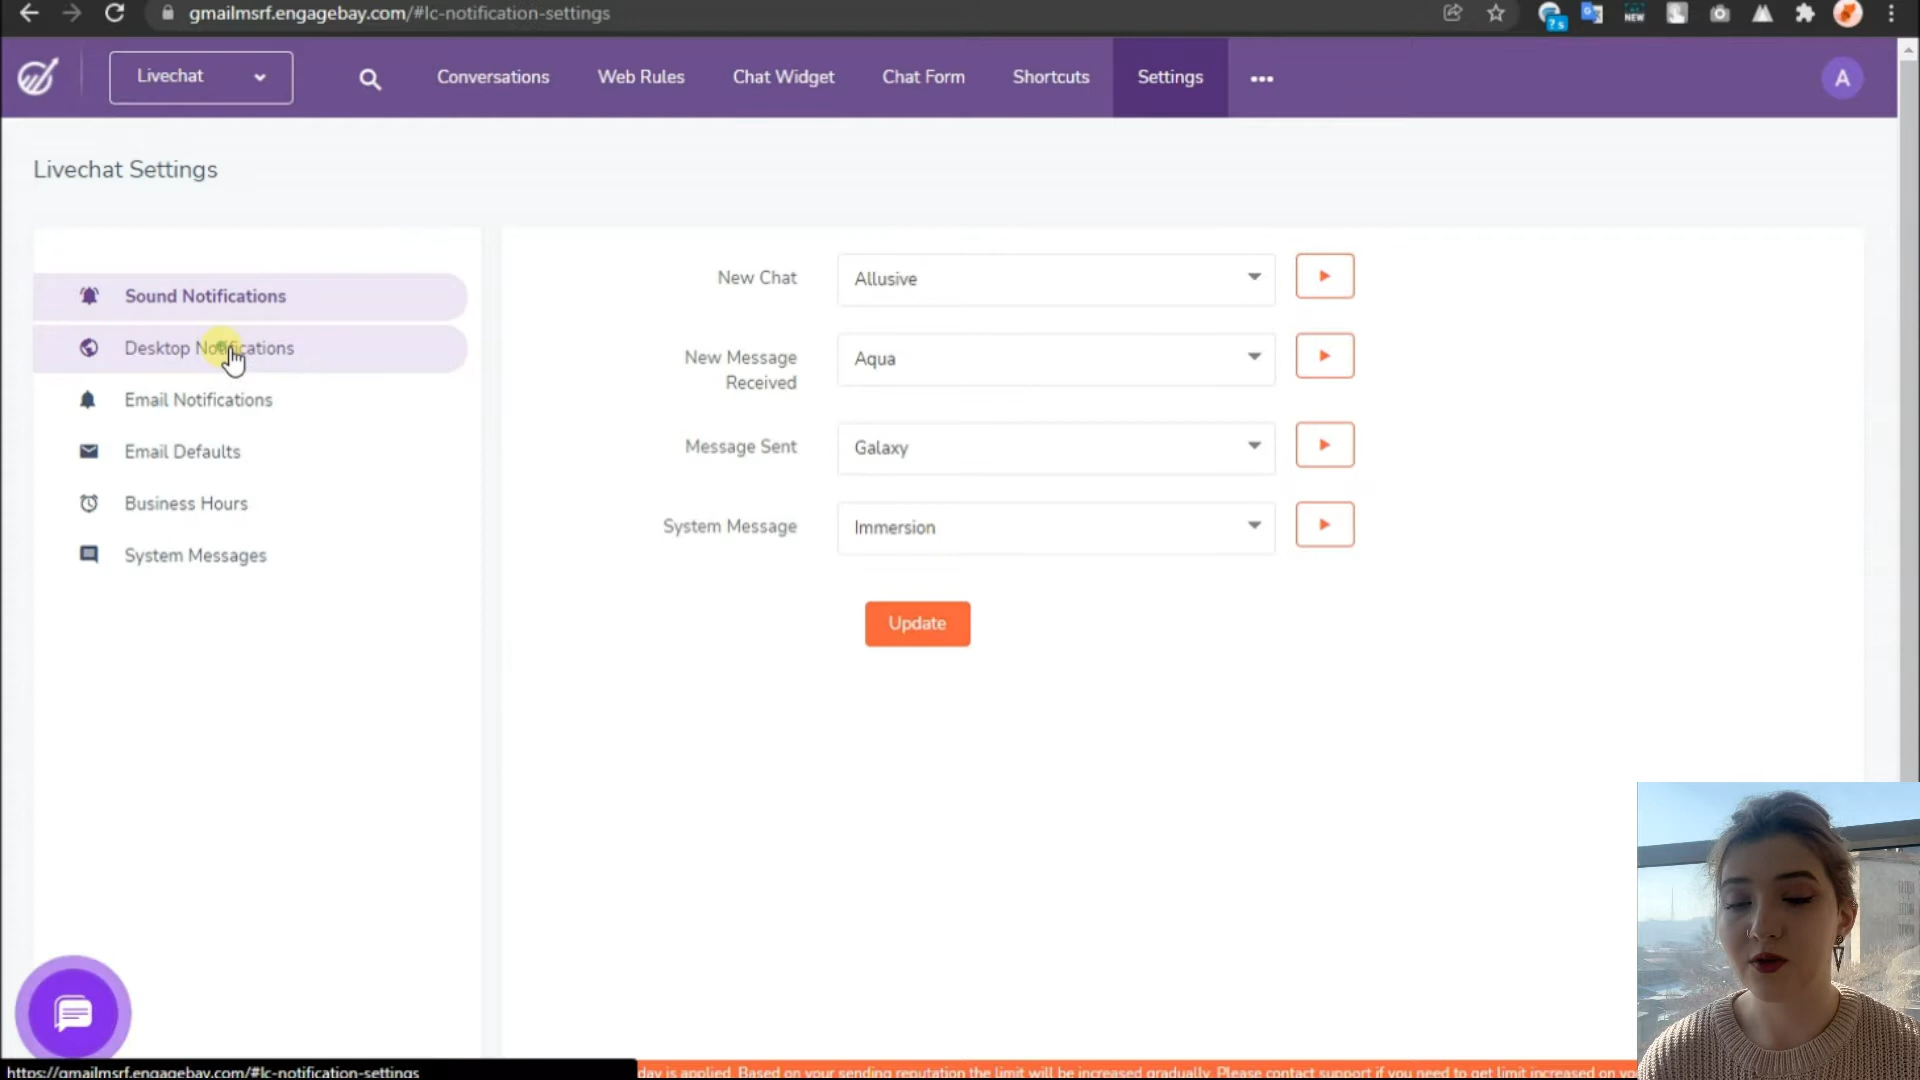 gmailmsrf.engagebay.com/#lc-notification-settings
7s
NEW
Livechat
Conversations
Web Rules
Chat Widget
Chat Form
Shortcuts
Settings
A
Livechat Settings
Sound Notifications
Desktop Notifications
Email Notifications
Email Defaults
Business Hours
System Messages
New Chat
Allusive
New Message
Received
Aqua
Message Sent
Galaxy
System Message
Immersion
Update
https://gmailmsrf.engagebay.com/#lc-notification-settings
day is applied. Based on your sending reputation the limit will be increased gradually. Please contact support if you need to get limit increased on